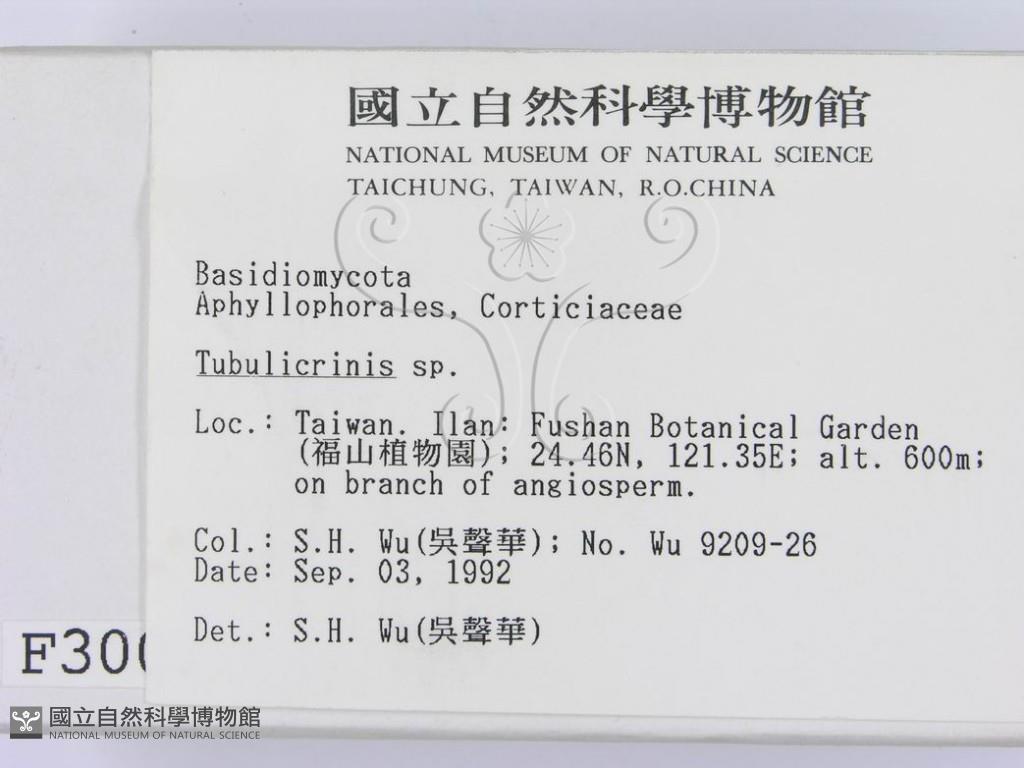 國立自然科學博物館
NATIONAL MUSEUM OF NATURAL SCIENCE
TAICHUNG, TAIWAN, R.O.CHINA
Basidiomycota
Aphyllophorales, Corticiaceae
Tubulicrinis sp.
Loc.: Taiwan. Ilan: Fushan Botanical Garden
(福山植物園); 24.46N, 121.35E; alt. 600m;
on branch of angiosperm.
Col.: S.H. Wu(吳聲華); No. Wu 9209-26
Date: Sep. 03, 1992
Det.: S.H. Wu(吳聲華)
F300
國立自然科學博物館
NATIONAL MUSEUM OF NATURAL SCIENCE